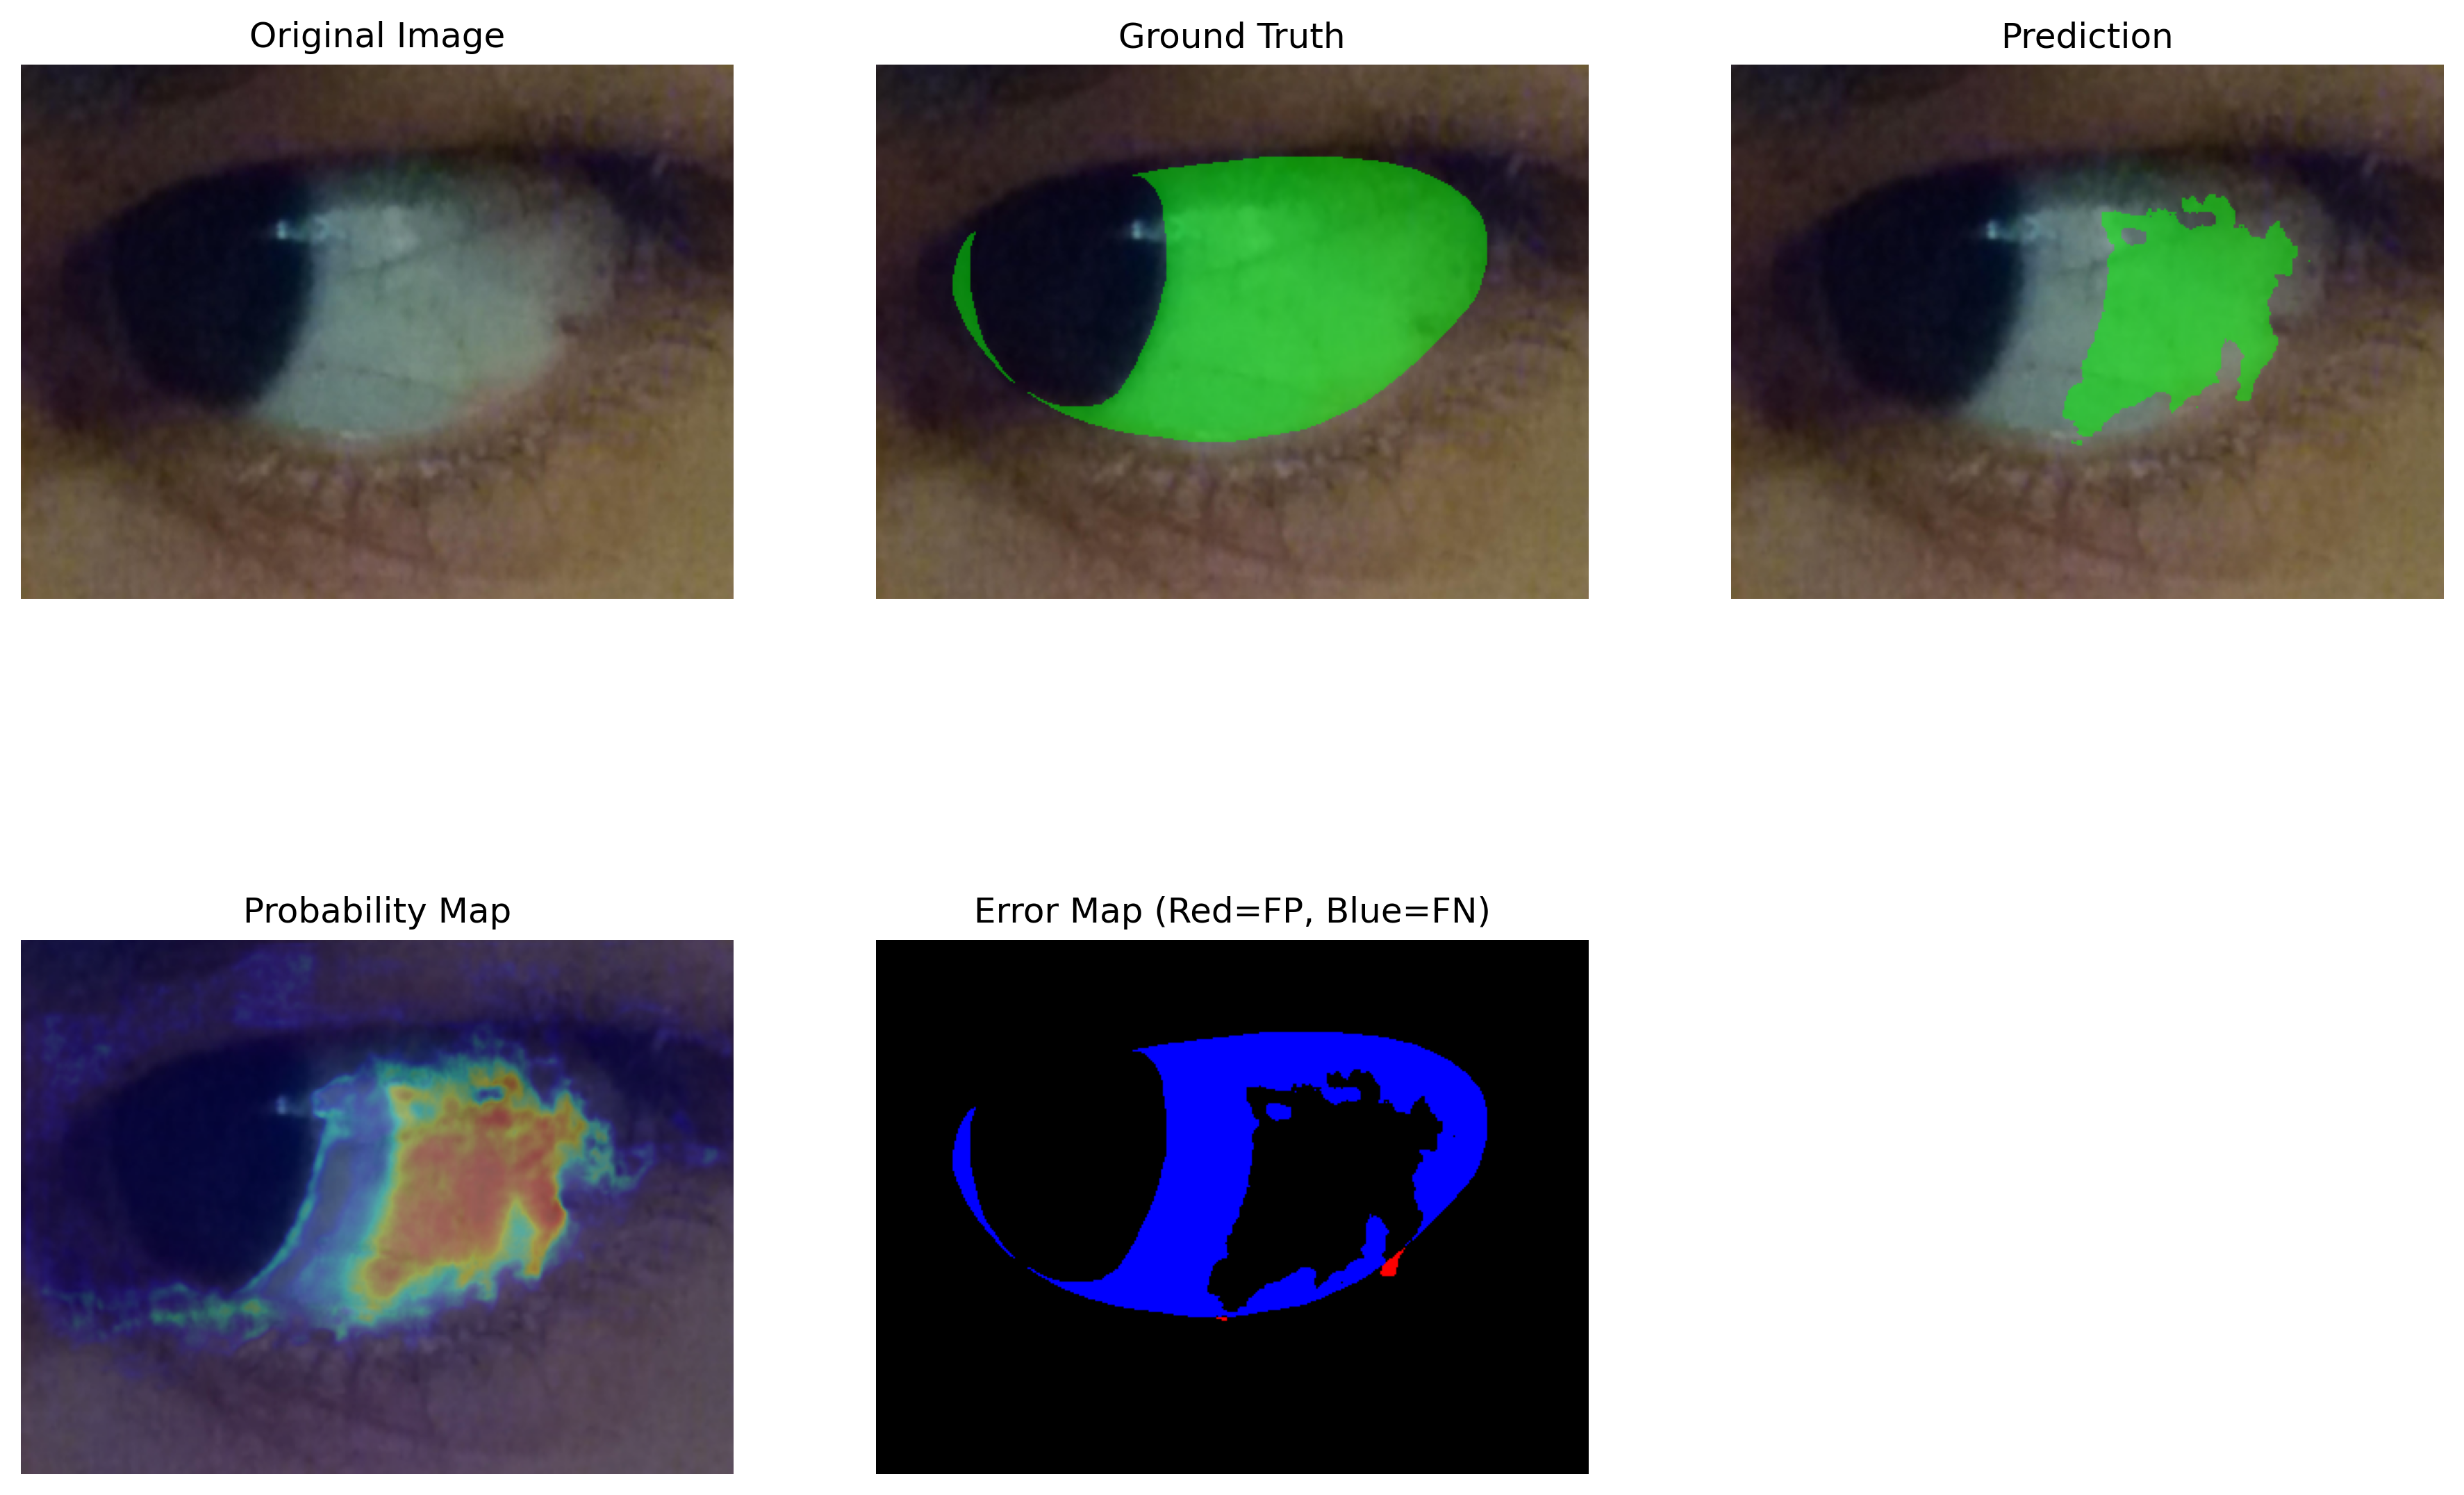 Original Image
Ground Truth
Prediction
Probability Map
Error Map (Red=FP, Blue=FN)